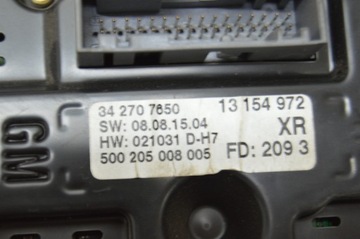 34 270 7650 13 154 972
SW: 08.08.15.04 XR
HW: 021031 D-H7
500 205 008 005 FD: 209 3
GM